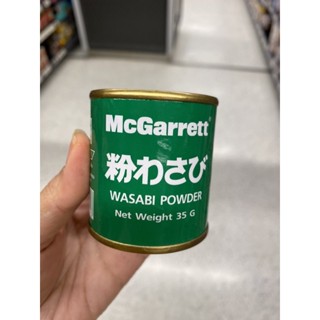 McGarrett
粉わさび
WASABI POWDER
Net Weight 35 G